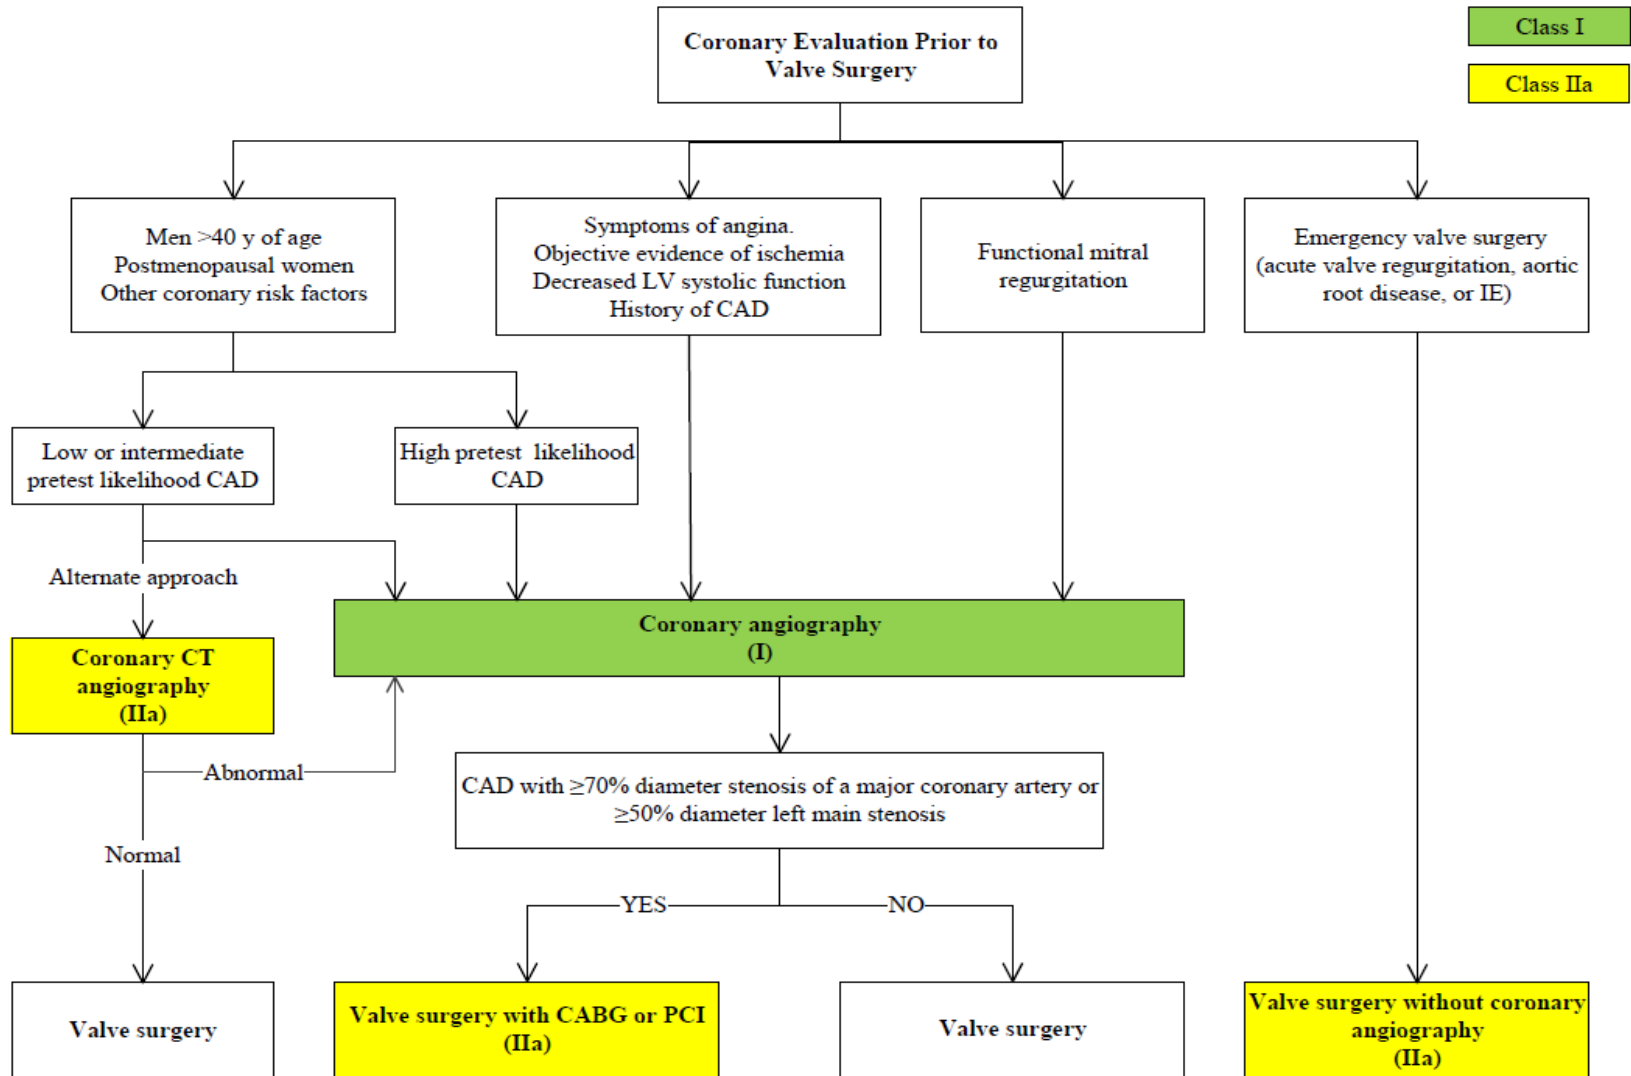 Coronary Evaluation Prior to
Valve Surgery
Class I
Class IIa
Men >40 y of age
Postmenopausal women
Other coronary risk factors
Symptoms of angina.
Objective evidence of ischemia
Decreased LV systolic function
History of CAD
Functional mitral
regurgitation
Emergency valve surgery
(acute valve regurgitation, aortic
root disease, or IE)
Low or intermediate
pretest likelihood CAD
High pretest likelihood
CAD
Alternate approach
Coronary angiography
(I)
Coronary CT
angiography
(IIa)
Abnormal
CAD with ≥70% diameter stenosis of a major coronary artery or
≥50% diameter left main stenosis
Normal
YES
NO
Valve surgery
Valve surgery with CABG or PCI
(IIa)
Valve surgery
Valve surgery without coronary
angiography
(IIa)